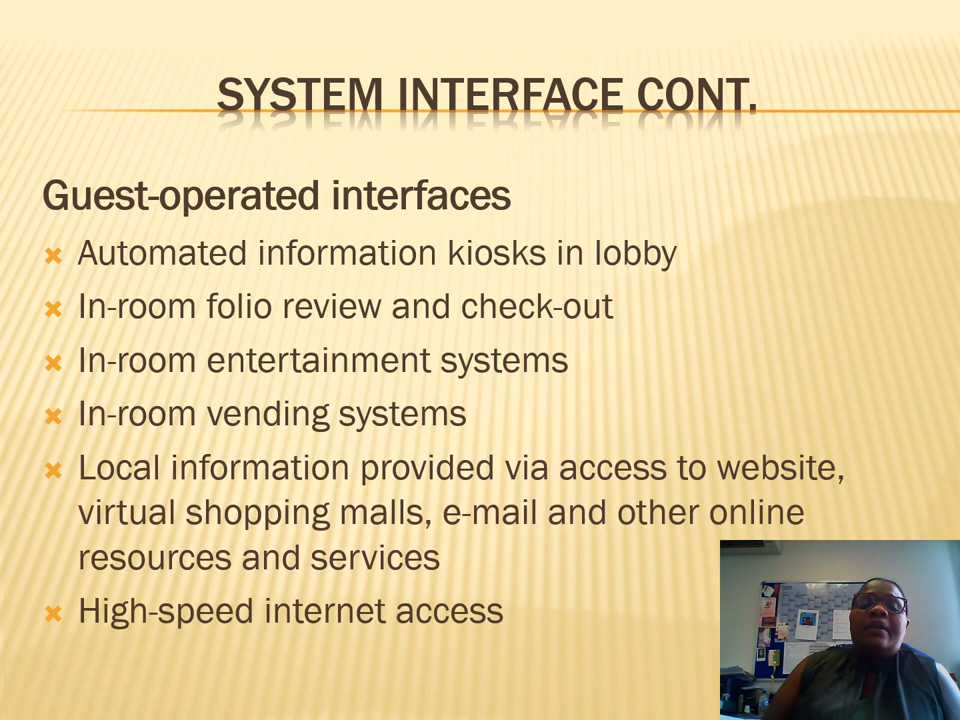 SYSTEM INTERFACE CONT.
Guest-operated interfaces
Automated information kiosks in lobby
In-room folio review and check-out
In-room entertainment systems
In-room vending systems
Local information provided via access to website,
virtual shopping malls, e-mail and other online
resources and services
High-speed internet access